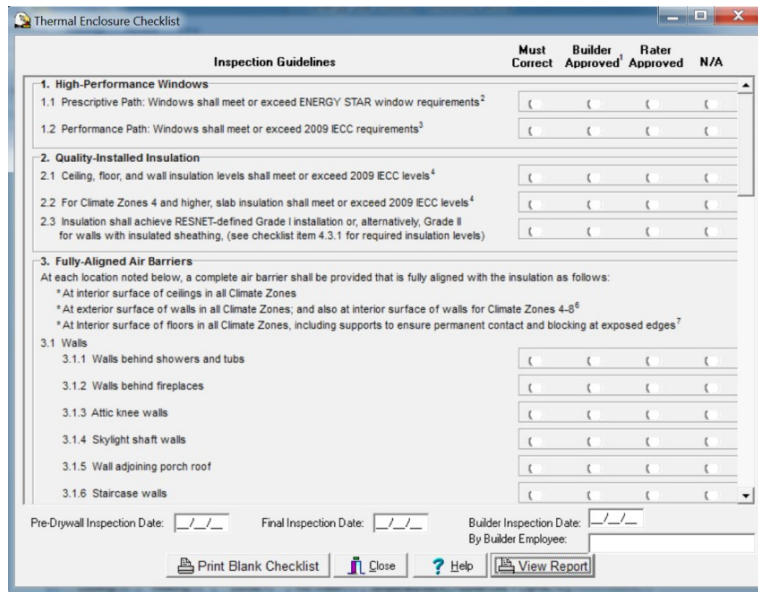 Thermal Enclosure Checklist
Inspection Guidelines
Must Correct
Builder Approved¹
Rater Approved
N/A
1. High-Performance Windows
1.1 Prescriptive Path: Windows shall meet or exceed ENERGY STAR window requirements²
1.2 Performance Path: Windows shall meet or exceed 2009 IECC requirements³
2. Quality-Installed Insulation
2.1 Ceiling, floor, and wall insulation levels shall meet or exceed 2009 IECC levels⁴
2.2 For Climate Zones 4 and higher, slab insulation shall meet or exceed 2009 IECC levels⁴
2.3 Insulation shall achieve RESNET-defined Grade I installation or, alternatively, Grade II
for walls with insulated sheathing, (see checklist item 4.3.1 for required insulation levels)
3. Fully-Aligned Air Barriers
At each location noted below, a complete air barrier shall be provided that is fully aligned with the insulation as follows:
*At interior surface of ceilings in all Climate Zones
*At exterior surface of walls in all Climate Zones; and also at interior surface of walls for Climate Zones 4-8⁶
*At Interior surface of floors in all Climate Zones, including supports to ensure permanent contact and blocking at exposed edges⁷
3.1 Walls
3.1.1 Walls behind showers and tubs
3.1.2 Walls behind fireplaces
3.1.3 Attic knee walls
3.1.4 Skylight shaft walls
3.1.5 Wall adjoining porch roof
3.1.6 Staircase walls
Pre-Drywall Inspection Date: __/__/__
Final Inspection Date: __/__/__
Builder Inspection Date: __/__/__
By Builder Employee:
Print Blank Checklist
Close
? Help
View Report